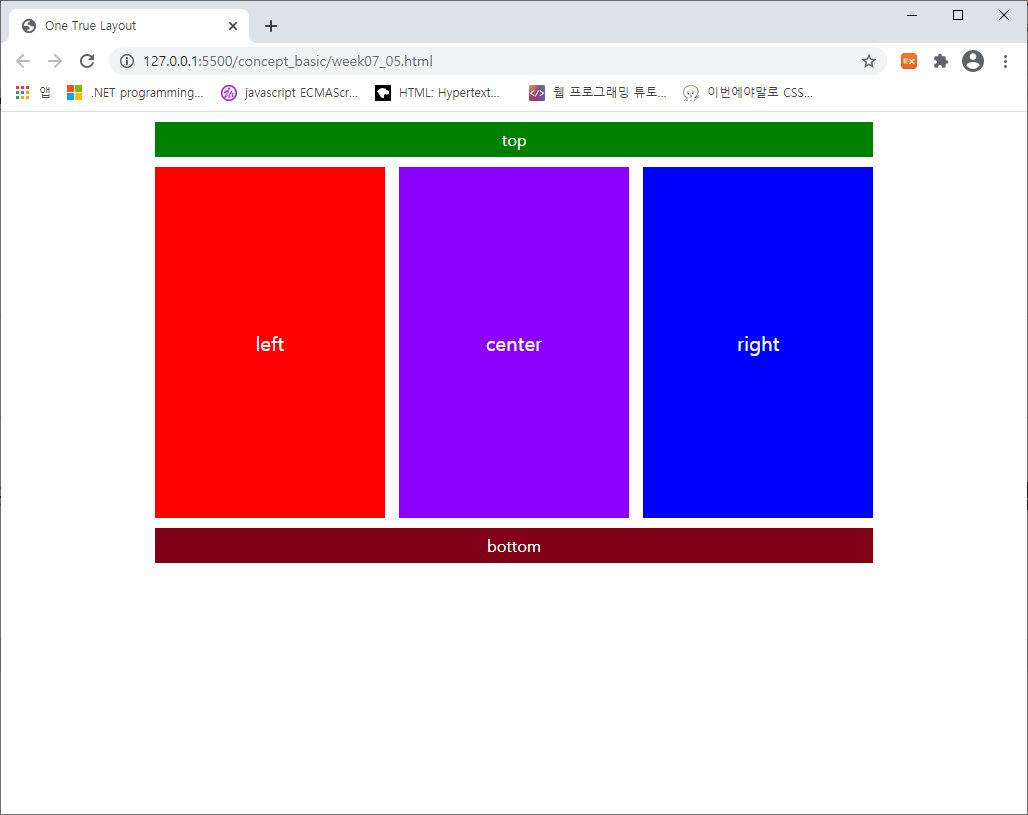 One True Layout
127.0.0.1:5500/concept_basic/week07_05.html
앱 .NET programming... javascript ECMAScr... HTML: Hypertext... 웹 프로그래밍 튜토... 이번에야말로 CSS...
top
left center right
bottom